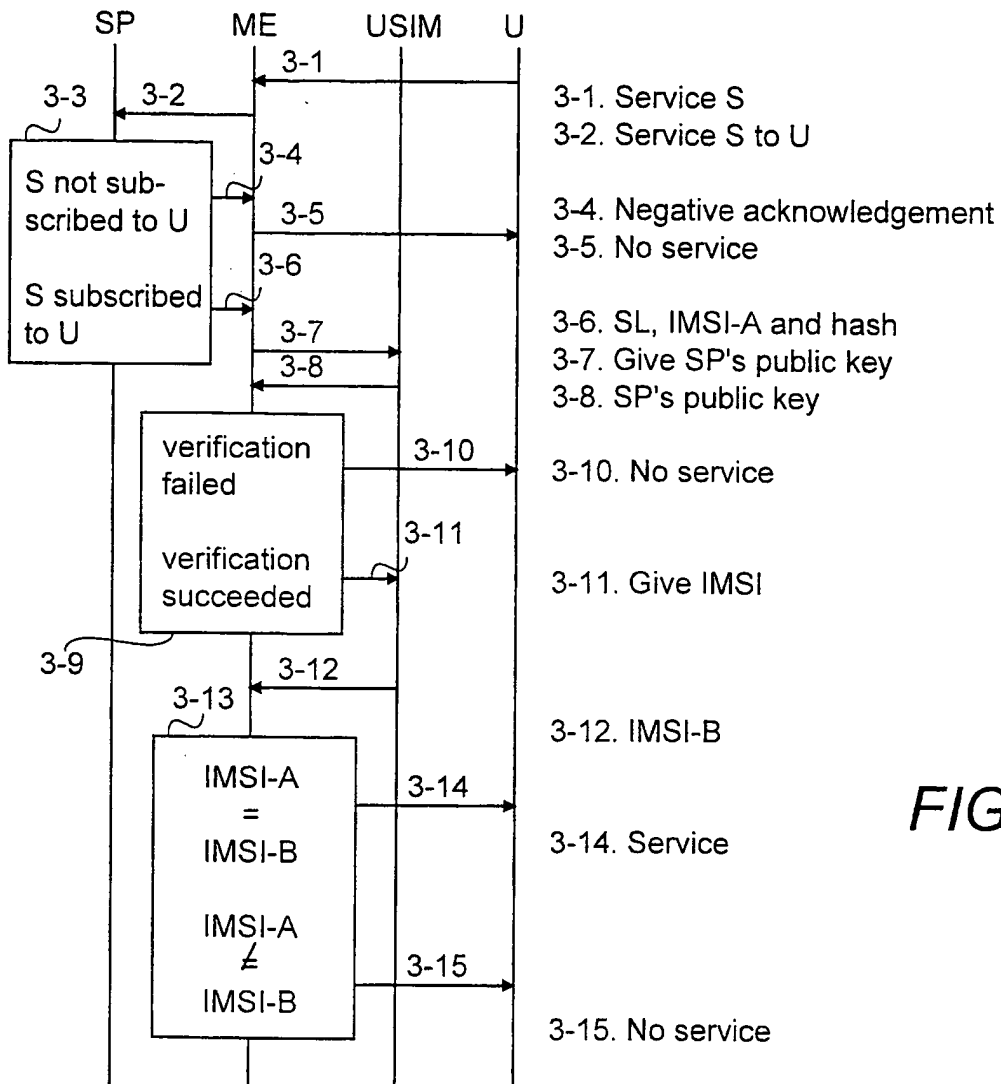 SP ME USIM U
3-1
3-2
3-3
S not sub-
scribed to U
S subscribed
to U
3-4
3-5
3-6
3-7
3-8
verification
failed
verification
succeeded
3-9
3-10
3-11
3-12
3-13
IMSI-A
=
IMSI-B
IMSI-A
≠
IMSI-B
3-14
3-15
3-1. Service S
3-2. Service S to U
3-4. Negative acknowledgement
3-5. No service
3-6. SL, IMSI-A and hash
3-7. Give SP's public key
3-8. SP's public key
3-10. No service
3-11. Give IMSI
3-12. IMSI-B
3-14. Service
3-15. No service
FIG